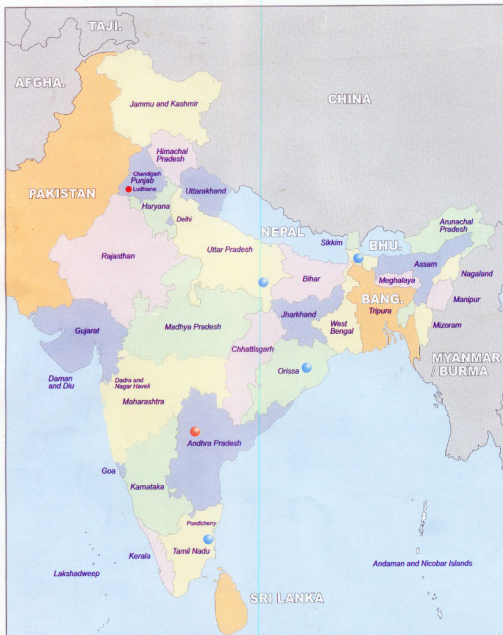 TAJI.
AFGHA.
CHINA
Jammu and Kashmir
Himachal
Pradesh
Chandigarh
Punjab
Ludhiana
PAKISTAN
Uttarakhand
Haryana
Delhi
Arunachal
Pradesh
NEPAL
Sikkim
BHU.
Rajasthan
Uttar Pradesh
Assam
Nagaland
Bihar
Meghalaya
Manipur
BANG.
Tripura
Jharkhand
West
Bengal
Mizoram
Gujarat
Madhya Pradesh
Chhattisgarh
MYANMAR
/ BURMA
Orissa
Daman
and Diu
Dadra and
Nagar Haveli
Maharashtra
Andhra Pradesh
Goa
Karnataka
Pondicherry
Kerala
Tamil Nadu
Lakshadweep
Andaman and Nicobar Islands
SRI LANKA